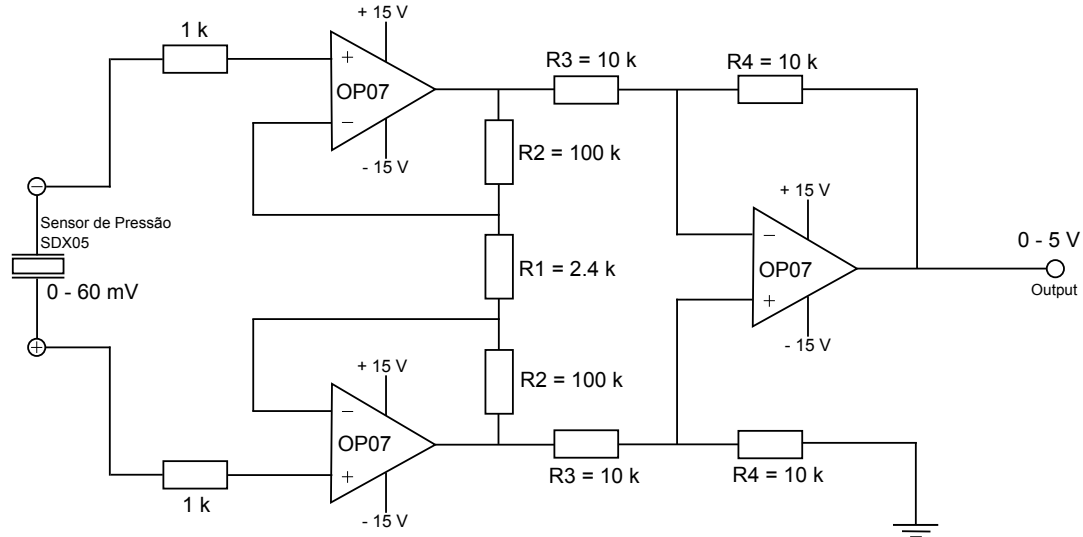 + 15 V
1 k
+
OP07
−
- 15 V
R3 = 10 k
R4 = 10 k
R2 = 100 k
−
Sensor de Pressão
SDX05
0 - 60 mV
+
R1 = 2.4 k
+ 15 V
−
OP07
+
- 15 V
0 - 5 V
Output
+ 15 V
−
OP07
+
- 15 V
1 k
R2 = 100 k
R3 = 10 k
R4 = 10 k